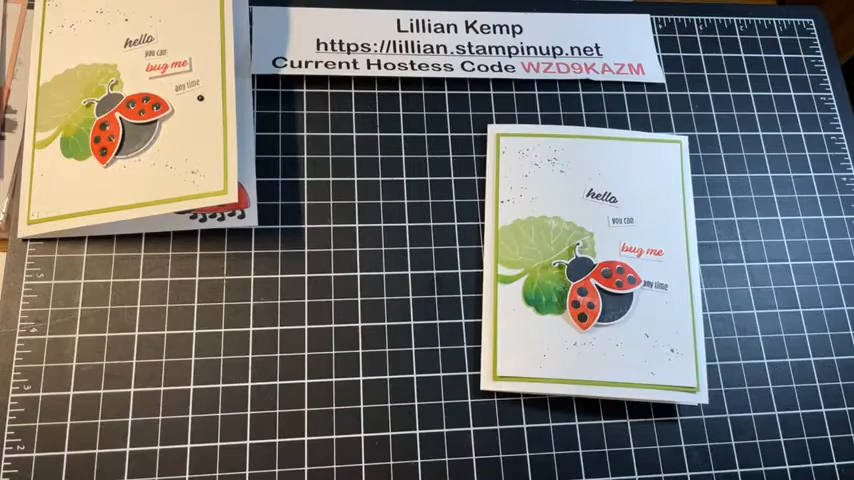 Lillian Kemp
https://lillian.stampinup.net
Current Hostess Code WZD9KAZM
hello
you can
bug me
any time
hello
you can
bug me
any time